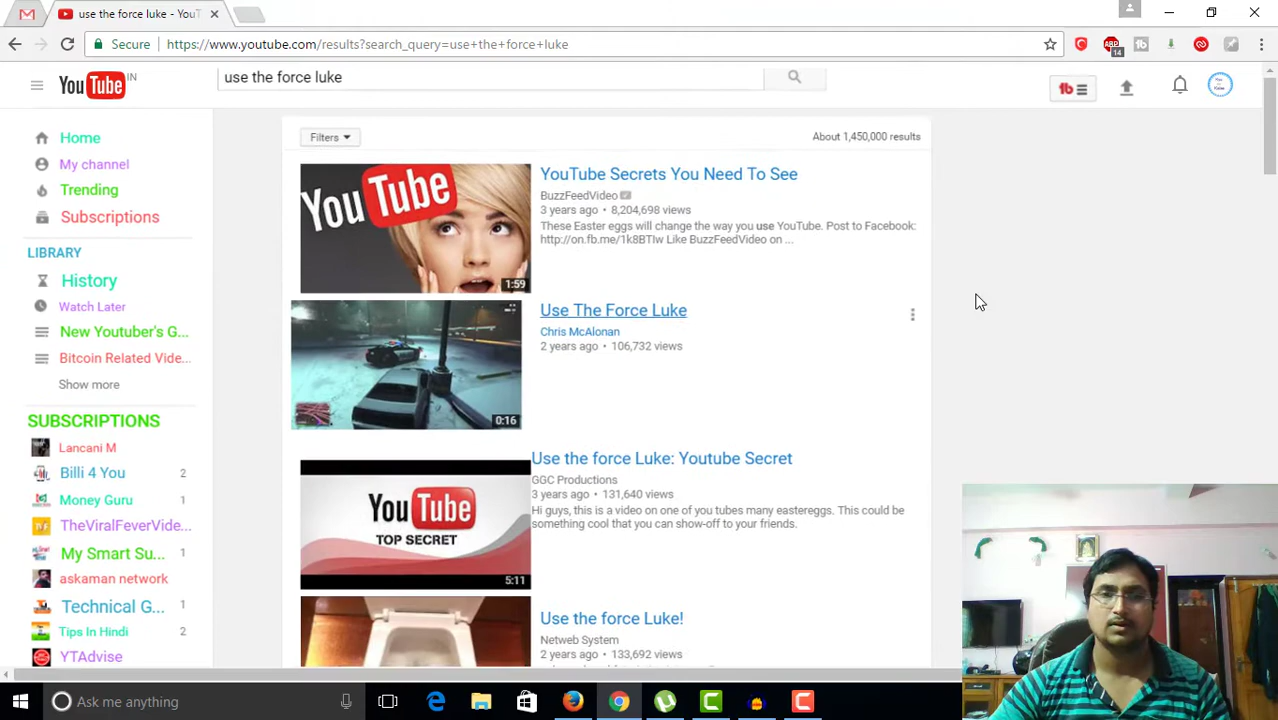 use the force luke - YouT
Secure
https://www.youtube.com/results?search_query=use+the+force+luke
14
YouTube IN
use the force luke
Home
My channel
Trending
Subscriptions
LIBRARY
History
Watch Later
New Youtuber's G...
Bitcoin Related Vide...
Show more
SUBSCRIPTIONS
Lancani M
Billi 4 You 2
Money Guru 1
TheViralFeverVide...
My Smart Su... 1
askaman network
Technical G... 1
Tips In Hindi 2
YTAdvise
Filters
About 1,450,000 results
YouTube
1:59
YouTube Secrets You Need To See
BuzzFeedVideo
3 years ago • 8,204,698 views
These Easter eggs will change the way you use YouTube. Post to Facebook:
http://on.fb.me/1k8BTIw Like BuzzFeedVideo on ...
0:16
Use The Force Luke
Chris McAlonan
2 years ago • 106,732 views
YouTube
TOP SECRET
5:11
Use the force Luke: Youtube Secret
GGC Productions
3 years ago • 131,640 views
Hi guys, this is a video on one of you tubes many eastereggs. This could be
something cool that you can show-off to your friends.
Use the force Luke!
Netweb System
2 years ago • 133,692 views
Ask me anything